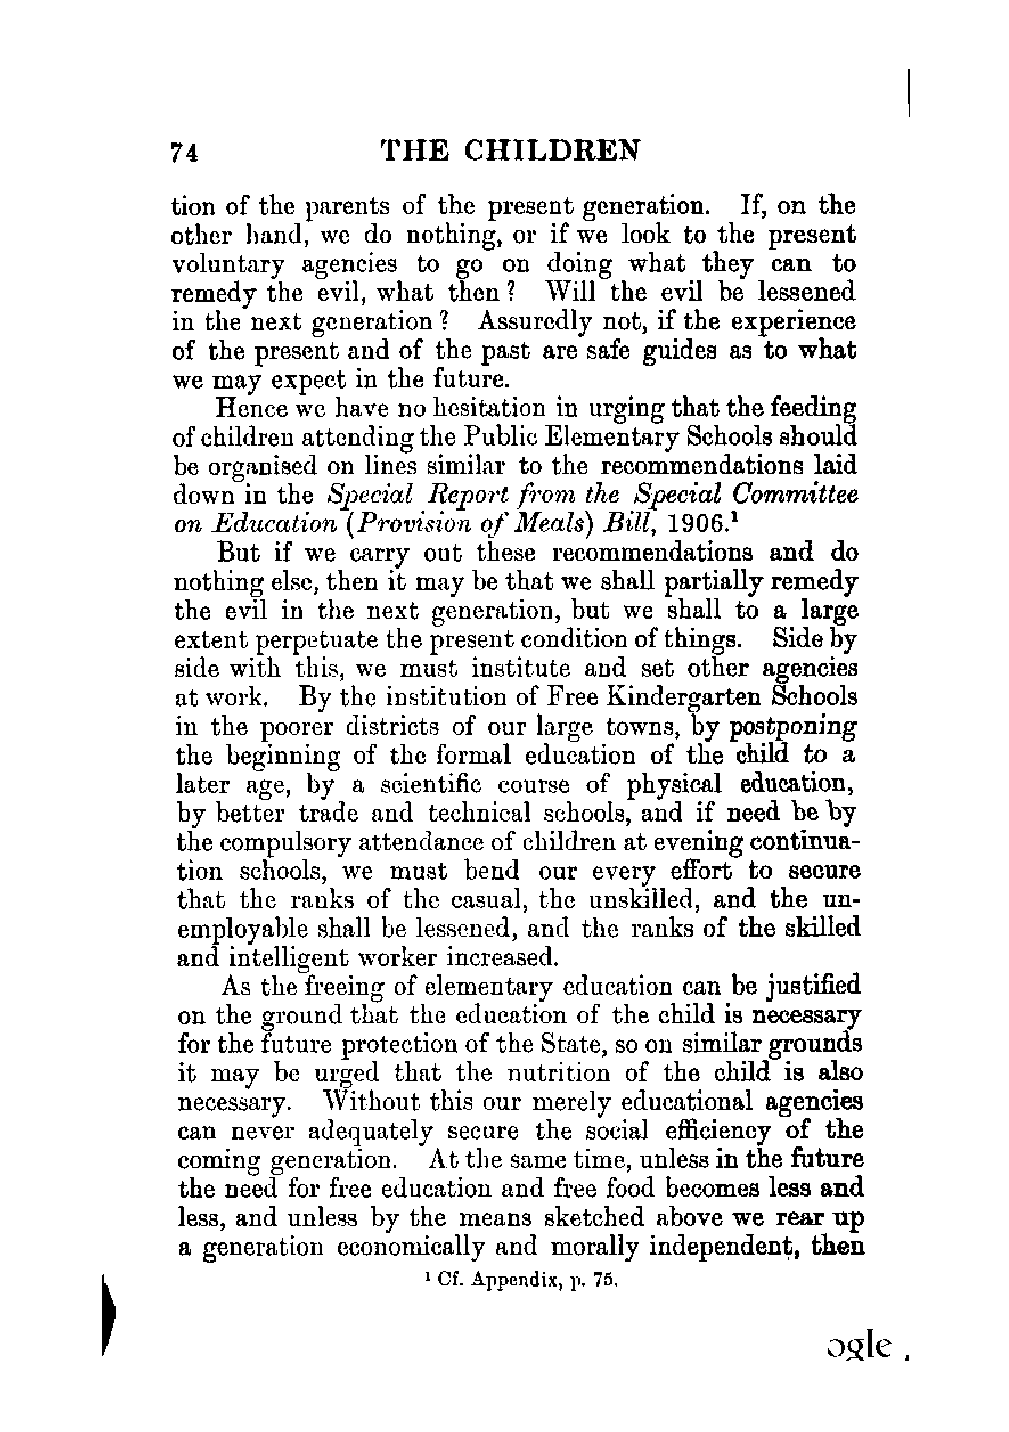 74 THE CHILDREN
tion of the parents of the present generation. If, on the
other hand, we do nothing, or if we look to the present
voluntary agencies to go on doing what they can to
remedy the evil, what then? Will the evil be lessened
in the next generation? Assuredly not, if the experience
of the present and of the past are safe guides as to what
we may expect in the future.
Hence we have no hesitation in urging that the feeding
of children attending the Public Elementary Schools should
be organised on lines similar to the recommendations laid
down in the Special Report from the Special Committee
on Education (Provision of Meals) Bill, 1906.¹
But if we carry out these recommendations and do
nothing else, then it may be that we shall partially remedy
the evil in the next generation, but we shall to a large
extent perpetuate the present condition of things. Side by
side with this, we must institute and set other agencies
at work. By the institution of Free Kindergarten Schools
in the poorer districts of our large towns, by postponing
the beginning of the formal education of the child to a
later age, by a scientific course of physical education,
by better trade and technical schools, and if need be by
the compulsory attendance of children at evening continua-
tion schools, we must bend our every effort to secure
that the ranks of the casual, the unskilled, and the un-
employable shall be lessened, and the ranks of the skilled
and intelligent worker increased.
As the freeing of elementary education can be justified
on the ground that the education of the child is necessary
for the future protection of the State, so on similar grounds
it may be urged that the nutrition of the child is also
necessary. Without this our merely educational agencies
can never adequately secure the social efficiency of the
coming generation. At the same time, unless in the future
the need for free education and free food becomes less and
less, and unless by the means sketched above we rear up
a generation economically and morally independent, then
¹ Cf. Appendix, p. 75.
ogle